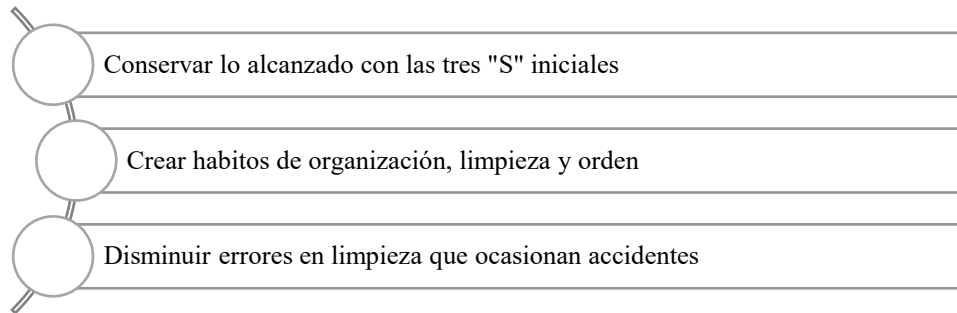 Conservar lo alcanzado con las tres "S" iniciales
Crear habitos de organización, limpieza y orden
Disminuir errores en limpieza que ocasionan accidentes